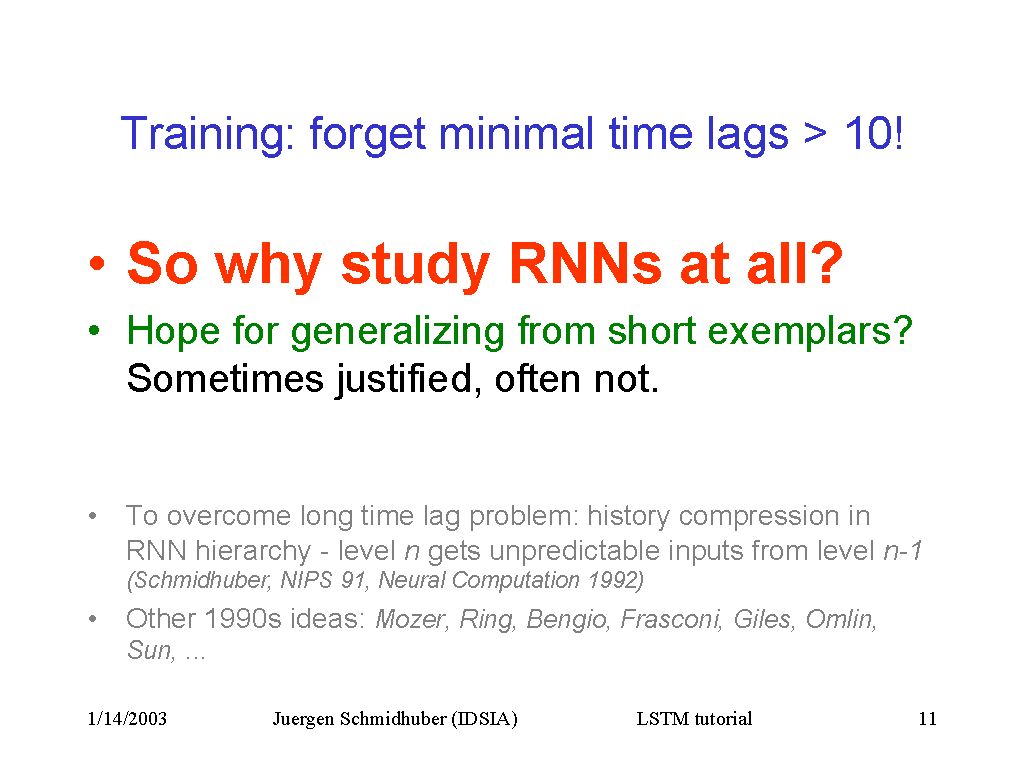 Training: forget minimal time lags > 10!
• So why study RNNs at all?
• Hope for generalizing from short exemplars?
Sometimes justified, often not.
• To overcome long time lag problem: history compression in
RNN hierarchy - level n gets unpredictable inputs from level n-1
(Schmidhuber, NIPS 91, Neural Computation 1992)
• Other 1990s ideas: Mozer, Ring, Bengio, Frasconi, Giles, Omlin,
Sun, ...
1/14/2003 Juergen Schmidhuber (IDSIA) LSTM tutorial 11